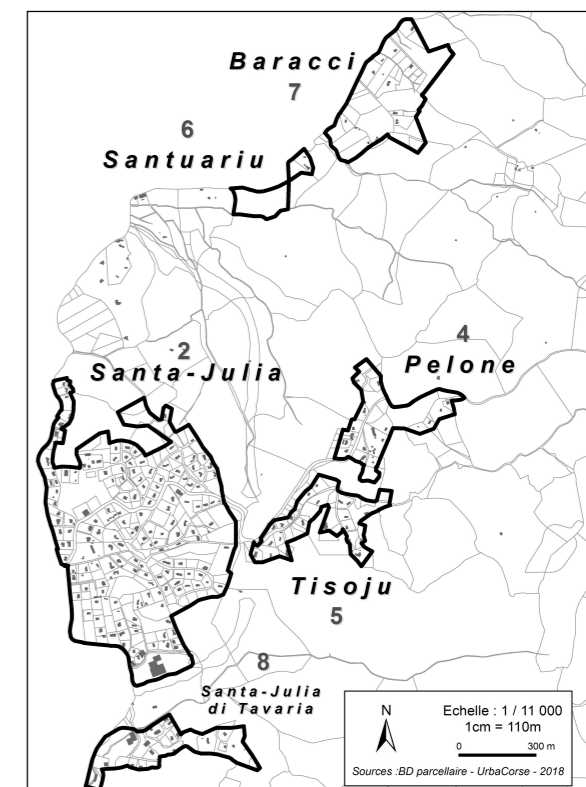 Baracci
7
6
Santuariu
4
Pelone
2
Santa-Julia
Tisoju
5
8
Santa-Julia
di Tavaria
N
Echelle : 1 / 11 000
1cm = 110m
0 300 m
Sources :BD parcellaire - UrbaCorse - 2018